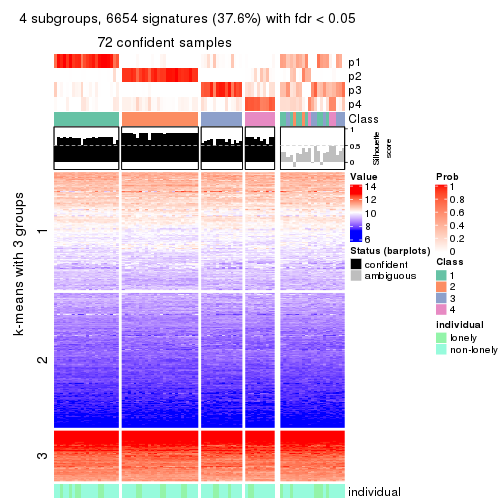 4 subgroups, 6654 signatures (37.6%) with fdr < 0.05
72 confident samples
p1
p2
p3
p4
Class
1
0.5
0
Silhouette
score
k-means with 3 groups
1
2
3
individual
Value
14
12
10
8
6
Status (barplots)
confident
ambiguous
Prob
1
0.8
0.6
0.4
0.2
0
Class
1
2
3
4
individual
lonely
non-lonely